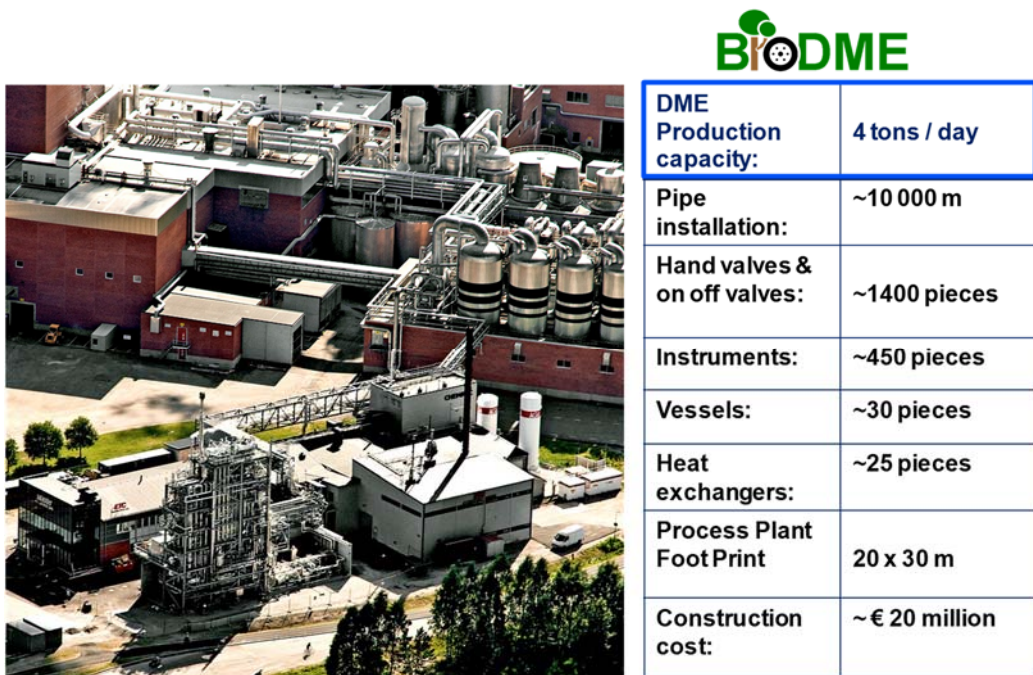 BioDME
DME
Production
capacity:
4 tons / day
Pipe
installation:
~10 000 m
Hand valves &
on off valves:
~1400 pieces
Instruments:
~450 pieces
Vessels:
~30 pieces
Heat
exchangers:
~25 pieces
Process Plant
Foot Print
20 x 30 m
Construction
cost:
~ € 20 million
ETC